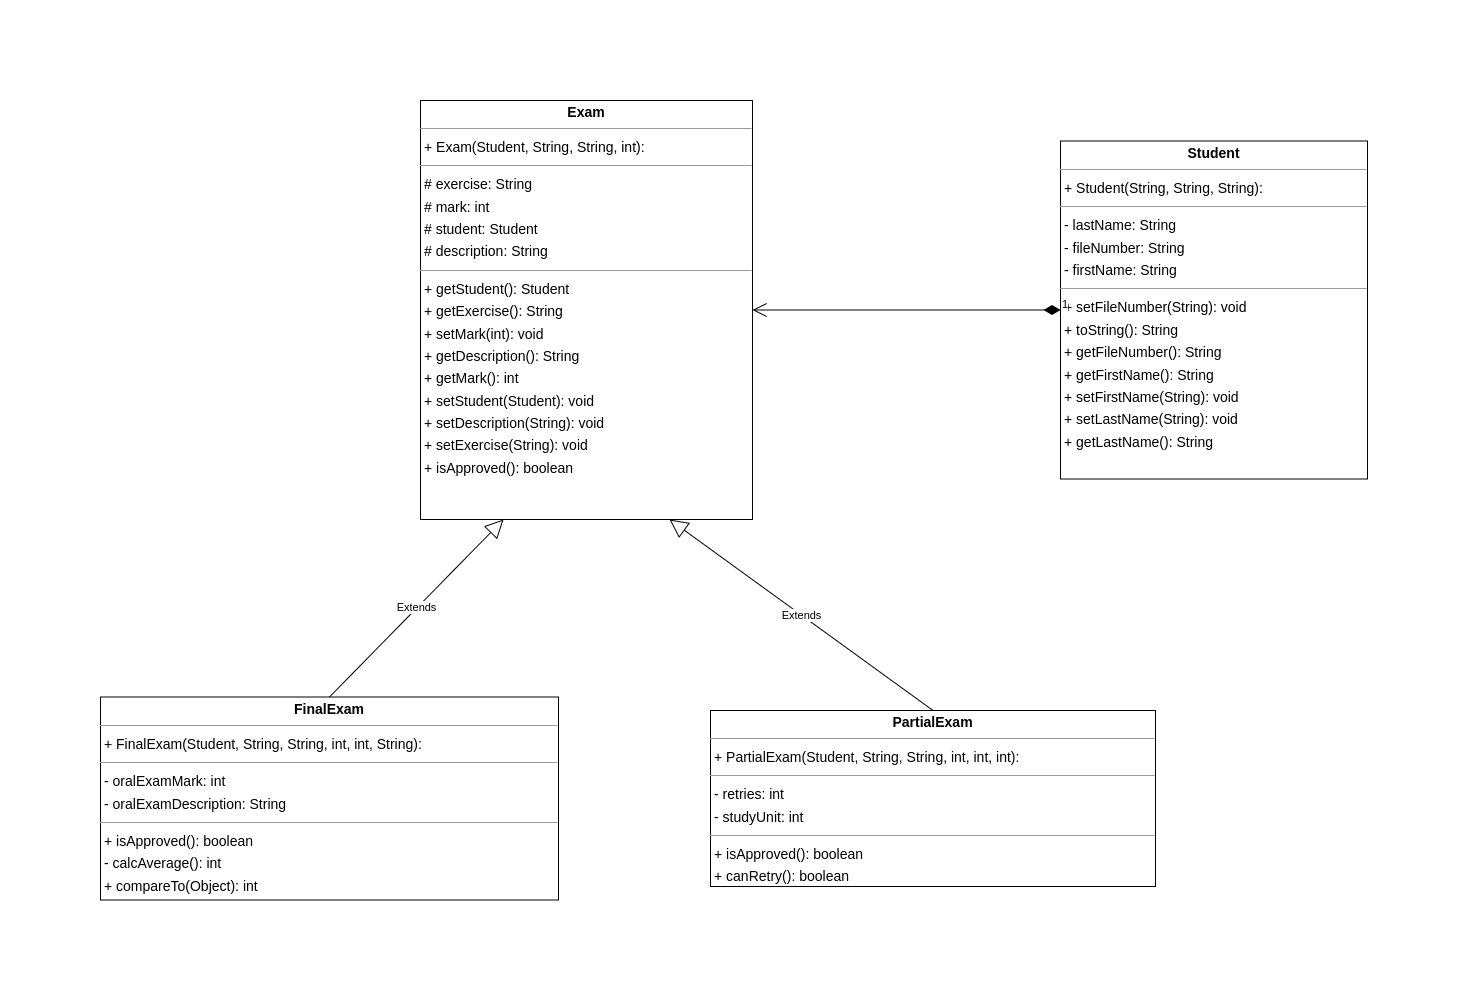 Exam
+ Exam(Student, String, String, int):
# exercise: String
# mark: int
# student: Student
# description: String
+ getStudent(): Student
+ getExercise(): String
+ setMark(int): void
+ getDescription(): String
+ getMark(): int
+ setStudent(Student): void
+ setDescription(String): void
+ setExercise(String): void
+ isApproved(): boolean
Student
+ Student(String, String, String):
- lastName: String
- fileNumber: String
- firstName: String
1
+ setFileNumber(String): void
+ toString(): String
+ getFileNumber(): String
+ getFirstName(): String
+ setFirstName(String): void
+ setLastName(String): void
+ getLastName(): String
Extends
Extends
FinalExam
+ FinalExam(Student, String, String, int, int, String):
- oralExamMark: int
- oralExamDescription: String
+ isApproved(): boolean
- calcAverage(): int
+ compareTo(Object): int
PartialExam
+ PartialExam(Student, String, String, int, int, int):
- retries: int
- studyUnit: int
+ isApproved(): boolean
+ canRetry(): boolean